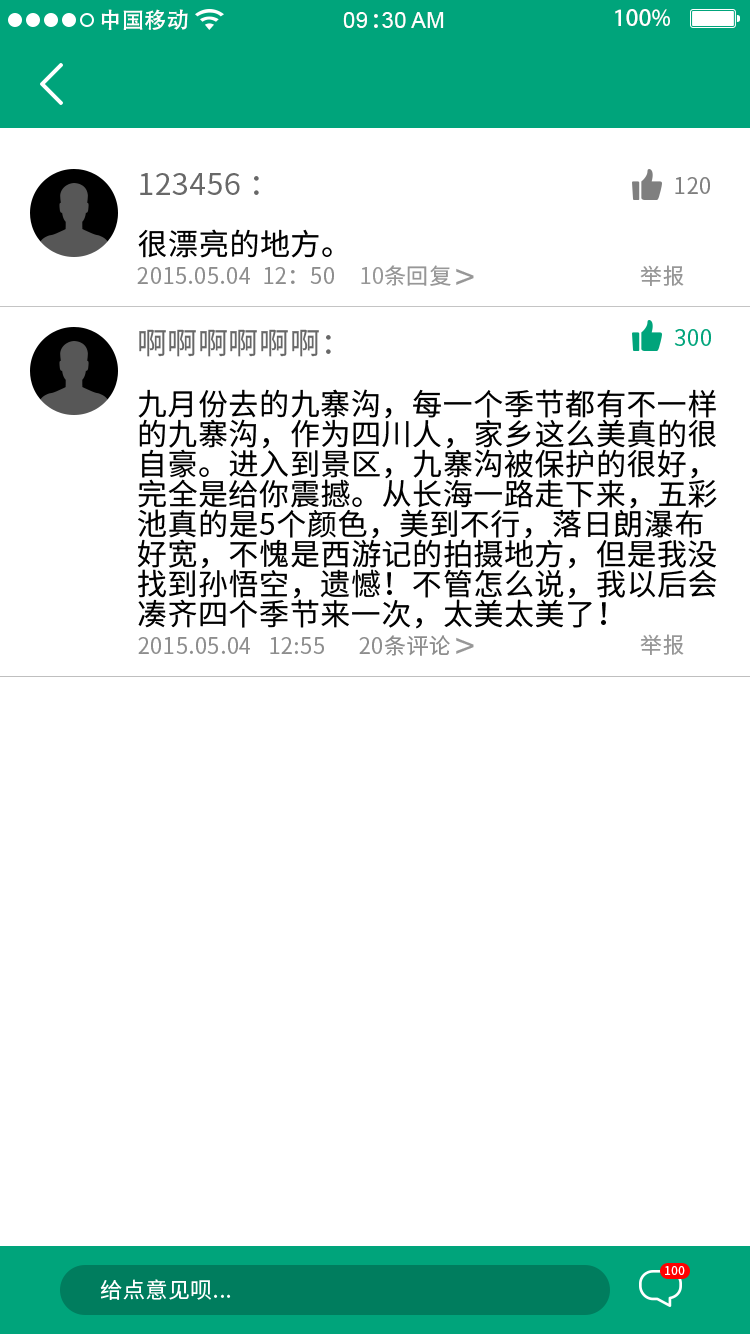 中国移动 09:30 AM 100%
123456： 120
很漂亮的地方。
2015.05.04 12：50 10条回复> 举报
啊啊啊啊啊啊： 300
九月份去的九寨沟，每一个季节都有不一样
的九寨沟，作为四川人，家乡这么美真的很
自豪。进入到景区，九寨沟被保护的很好，
完全是给你震撼。从长海一路走下来，五彩
池真的是5个颜色，美到不行，落日朗瀑布
好宽，不愧是西游记的拍摄地方，但是我没
找到孙悟空，遗憾！不管怎么说，我以后会
凑齐四个季节来一次，太美太美了！
2015.05.04 12:55 20条评论> 举报
给点意见呗... 100